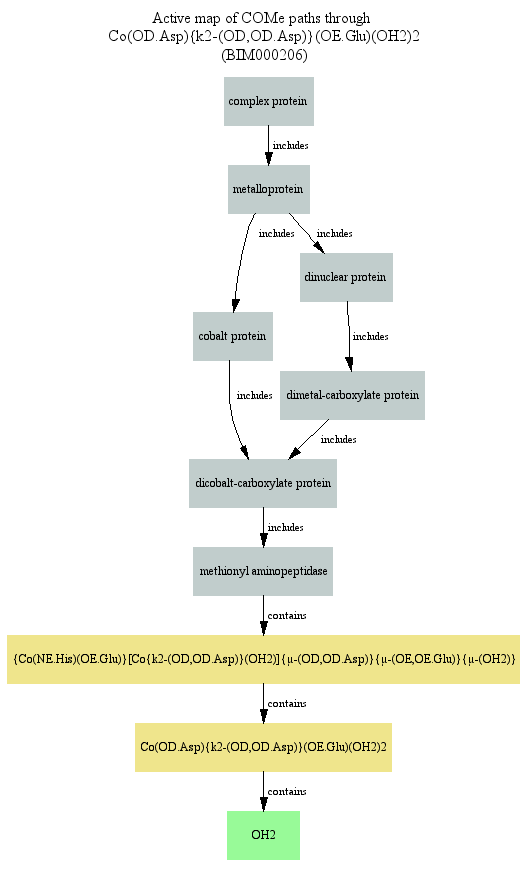 Active map of COMe paths through
Co(OD.Asp){k2-(OD,OD.Asp)}(OE.Glu)(OH2)2
(BIM000206)
complex protein
includes
metalloprotein
includes
includes
dinuclear protein
cobalt protein
includes
includes
dimetal-carboxylate protein
includes
dicobalt-carboxylate protein
includes
methionyl aminopeptidase
contains
{Co(NE.His)(OE.Glu)}[Co{k2-(OD,OD.Asp)}(OH2)]{μ-(OD,OD.Asp)}{μ-(OE,OE.Glu)}{μ-(OH2)}
contains
Co(OD.Asp){k2-(OD,OD.Asp)}(OE.Glu)(OH2)2
contains
OH2